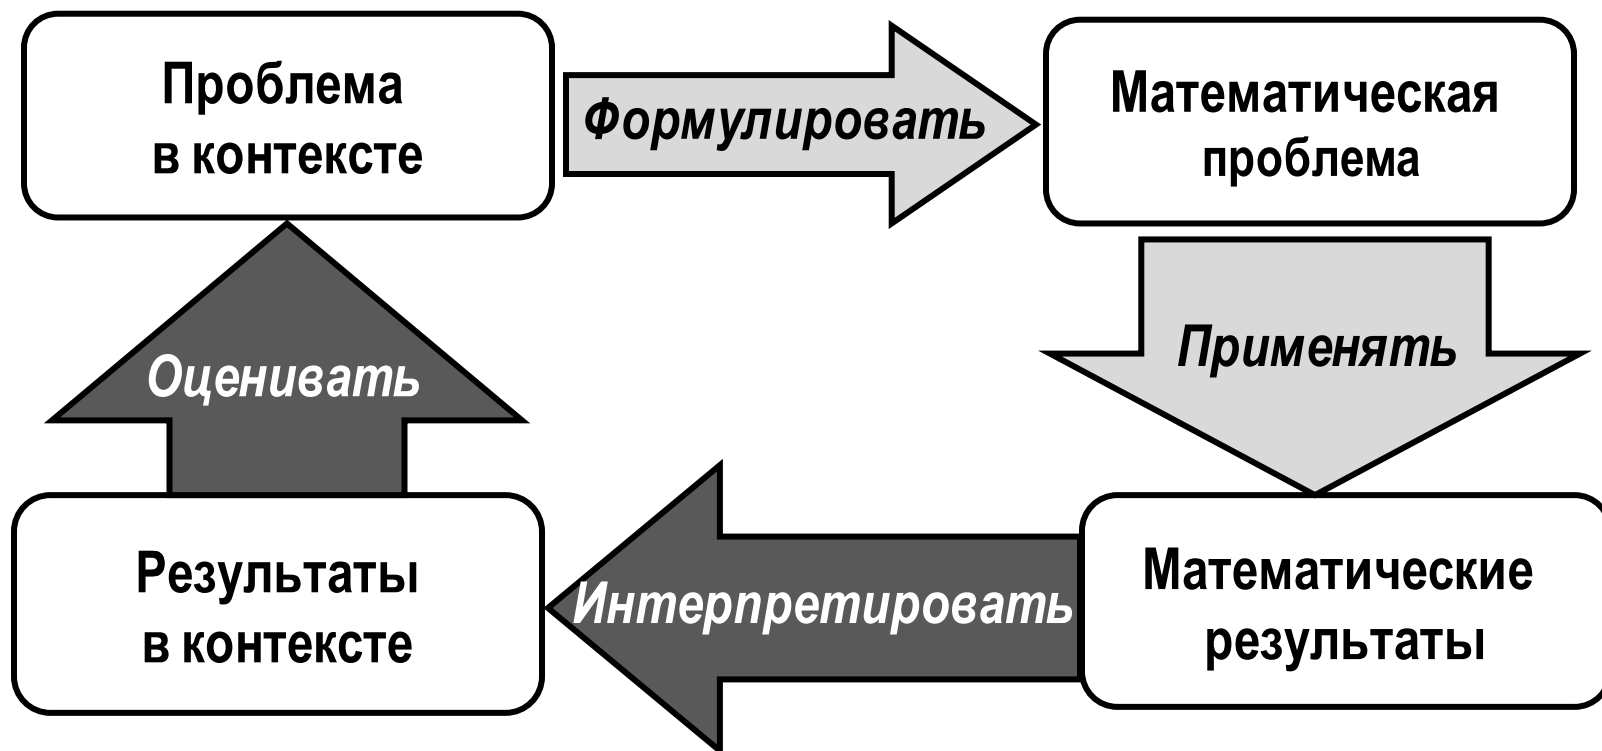 Проблема
в контексте
Формулировать
Математическая
проблема
Применять
Оценивать
Интерпретировать
Результаты
в контексте
Математические
результаты